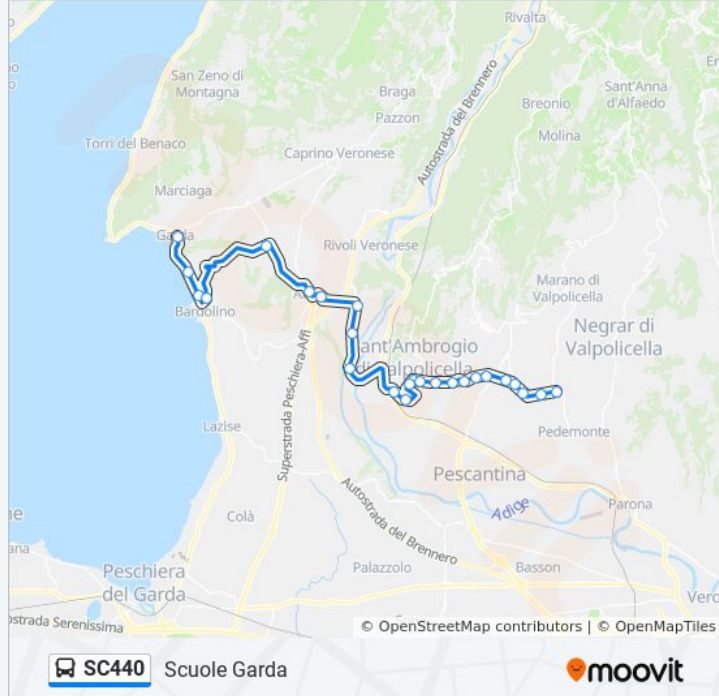 Rivalta
San Zeno di
Montagna
Braga
Pazzon
Sant'Anna
d'Alfaedo
Breonio
Molina
Autostrada del Brennero
Torri del Benaco
Caprino Veronese
Marciaga
Garda
Rivoli Veronese
Marano di
Valpolicella
Bardolino
Negrar di
Valpolicella
Sant'Ambrogio
di Valpolicella
Superstrada Peschiera-Affi
Lazise
Pedemonte
Pescantina
Adige
Parona
Colà
Autostrada del Brennero
Peschiera
del Garda
Palazzolo
Basson
© OpenStreetMap contributors | © OpenMapTiles
SC440 Scuole Garda
moovit